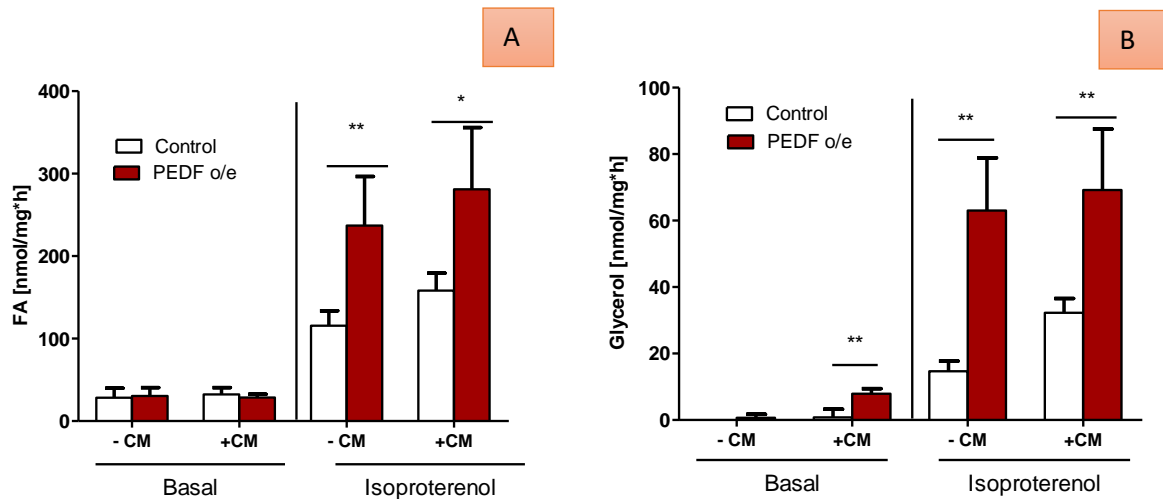 A
FA [nmol/mg*h]
400
300
200
100
0
Control
PEDF o/e
**
*
- CM
+CM
- CM
+CM
Basal
Isoproterenol
B
Glycerol [nmol/mg*h]
100
80
60
40
20
0
Control
PEDF o/e
**
**
**
- CM
+CM
- CM
+CM
Basal
Isoproterenol